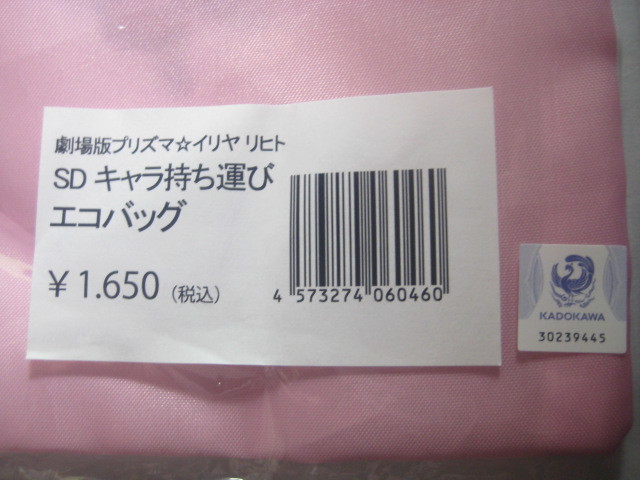 劇場版プリズマ☆イリヤ リヒト
SD キャラ持ち運び
エコバッグ
¥ 1.650 (税込)
4 573274 060460
KADOKAWA
30239445